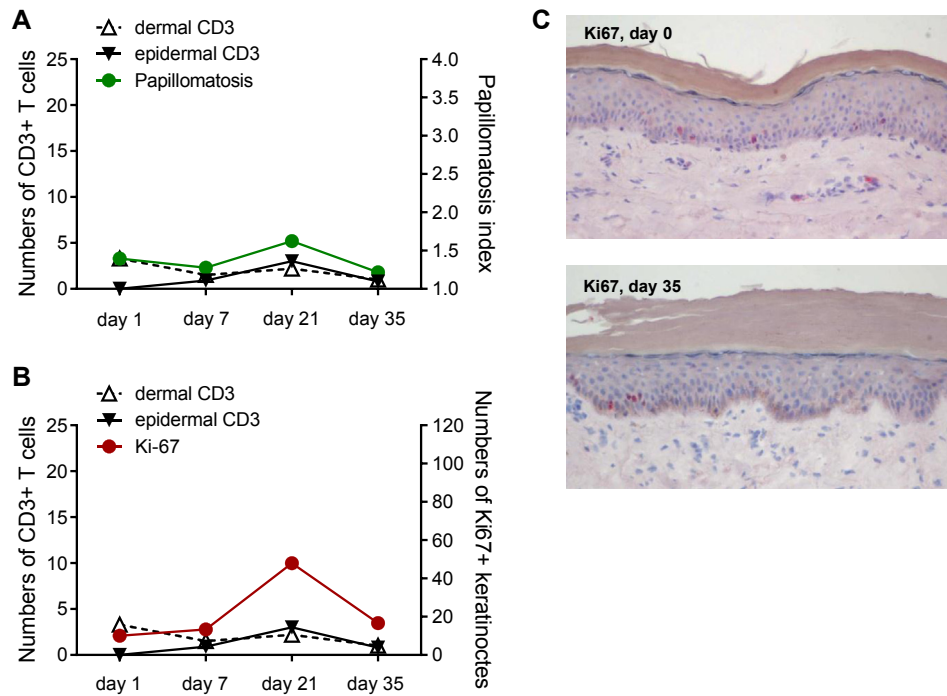 A
dermal CD3
epidermal CD3
Papillomatosis
Numbers of CD3+ T cells
25
20
15
10
5
0
4.0
3.5
3.0
2.5
2.0
1.5
1.0
Papillomatosis index
day 1 day 7 day 21 day 35
B
dermal CD3
epidermal CD3
Ki-67
Numbers of CD3+ T cells
25
20
15
10
5
0
120
100
80
60
40
20
0
Numbers of Ki67+ keratinoctes
day 1 day 7 day 21 day 35
C
Ki67, day 0
Ki67, day 35